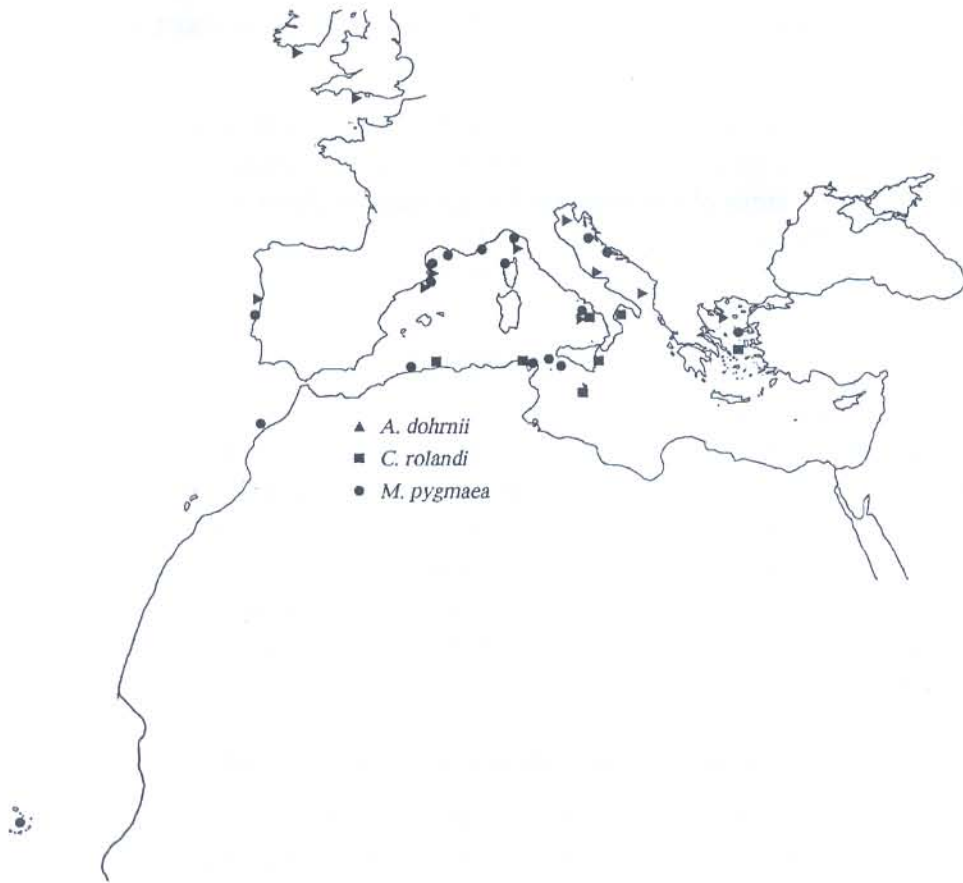 ▲ A. dohrnii
■ C. rolandi
● M. pygmaea